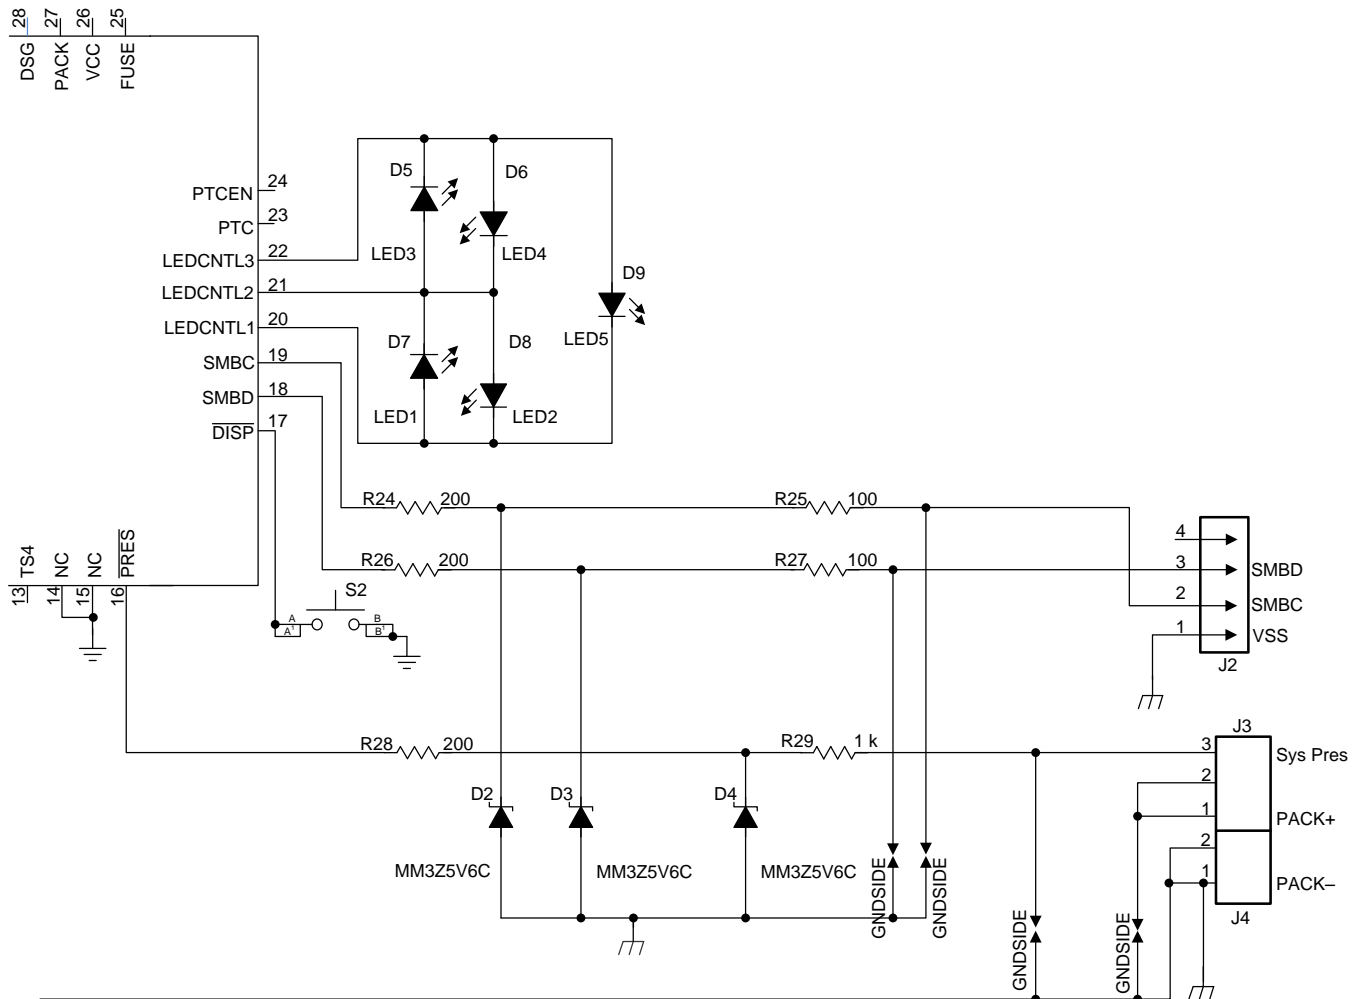 28
27
26
25
DSG
PACK
VCC
FUSE
PTCEN 24
PTC 23
LEDCNTL3 22
LEDCNTL2 21
LEDCNTL1 20
SMBC 19
SMBD 18
DISP 17
D5
D6
LED3
LED4
D9
LED5
D7
D8
LED1
LED2
R24 200
R25 100
R26 200
R27 100
TS4
NC
NC
PRES
13
14
15
16
S2
A
A1
B
B1
4
3 SMBD
2 SMBC
1 VSS
J2
R28 200
R29 1 k
J3
3 Sys Pres
2
1 PACK+
2
1 PACK–
J4
D2
D3
D4
MM3Z5V6C
MM3Z5V6C
MM3Z5V6C
GNDSIDE
GNDSIDE
GNDSIDE
GNDSIDE